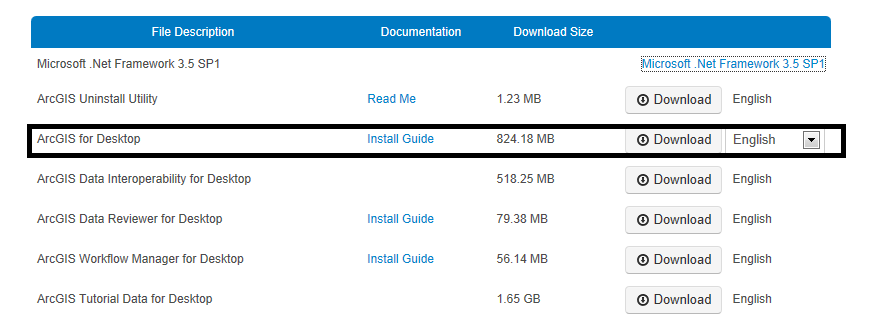 File Description Documentation Download Size
Microsoft .Net Framework 3.5 SP1 Microsoft .Net Framework 3.5 SP1
ArcGIS Uninstall Utility Read Me 1.23 MB Download English
ArcGIS for Desktop Install Guide 824.18 MB Download English
ArcGIS Data Interoperability for Desktop 518.25 MB Download English
ArcGIS Data Reviewer for Desktop Install Guide 79.38 MB Download English
ArcGIS Workflow Manager for Desktop Install Guide 56.14 MB Download English
ArcGIS Tutorial Data for Desktop 1.65 GB Download English